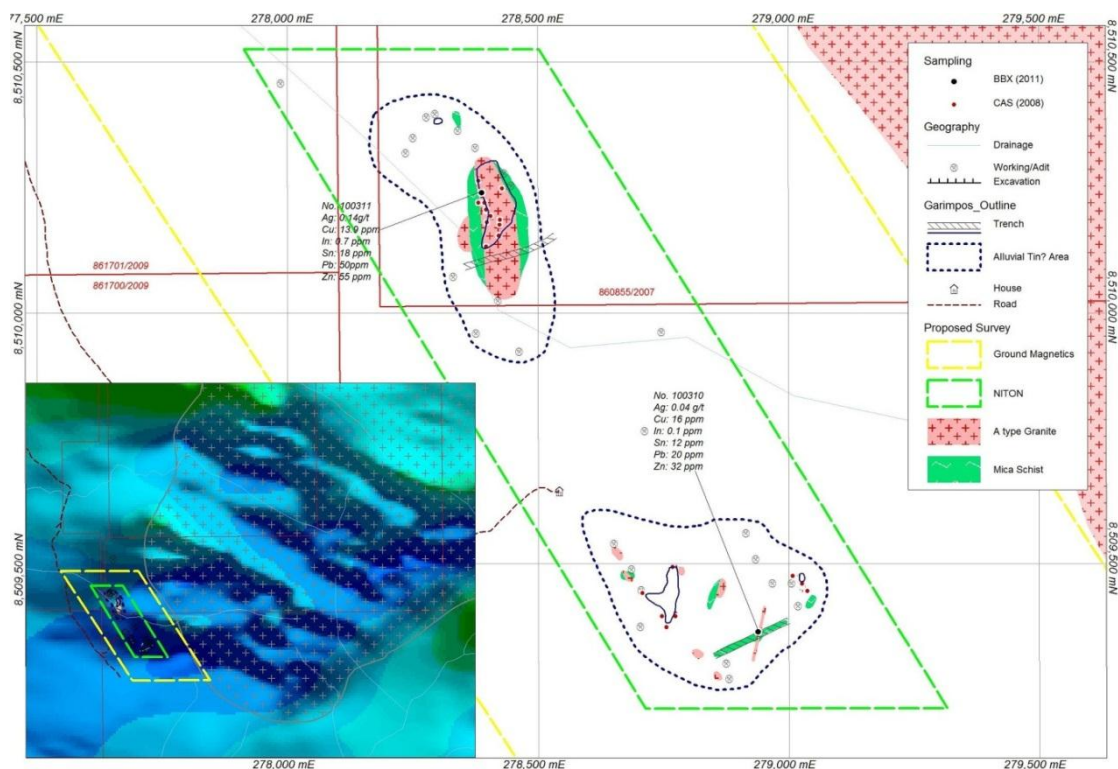 77,500 mE
278,000 mE
278,500 mE
279,000 mE
279,500 mE
8,510,500 mN
8,510,500 mN
Sampling
BBX (2011)
CAS (2008)
Geography
Drainage
Working/Adit
Excavation
Garimpos_Outline
Trench
Alluvial Tin? Area
House
Road
Proposed Survey
Ground Magnetics
NITON
A type Granite
Mica Schist
No. 100311
Ag: 0.14g/t
Cu: 13.9 ppm
In: 0.7 ppm
Sn: 18 ppm
Pb: 50ppm
Zn: 55 ppm
861701/2009
861700/2009
860855/2007
8,510,000 mN
8,510,000 mN
No. 100310
Ag: 0.04 g/t
Cu: 16 ppm
In: 0.1 ppm
Sn: 12 ppm
Pb: 20 ppm
Zn: 32 ppm
8,509,500 mN
8,509,500 mN
278,000 mE
278,500 mE
279,000 mE
279,500 mE